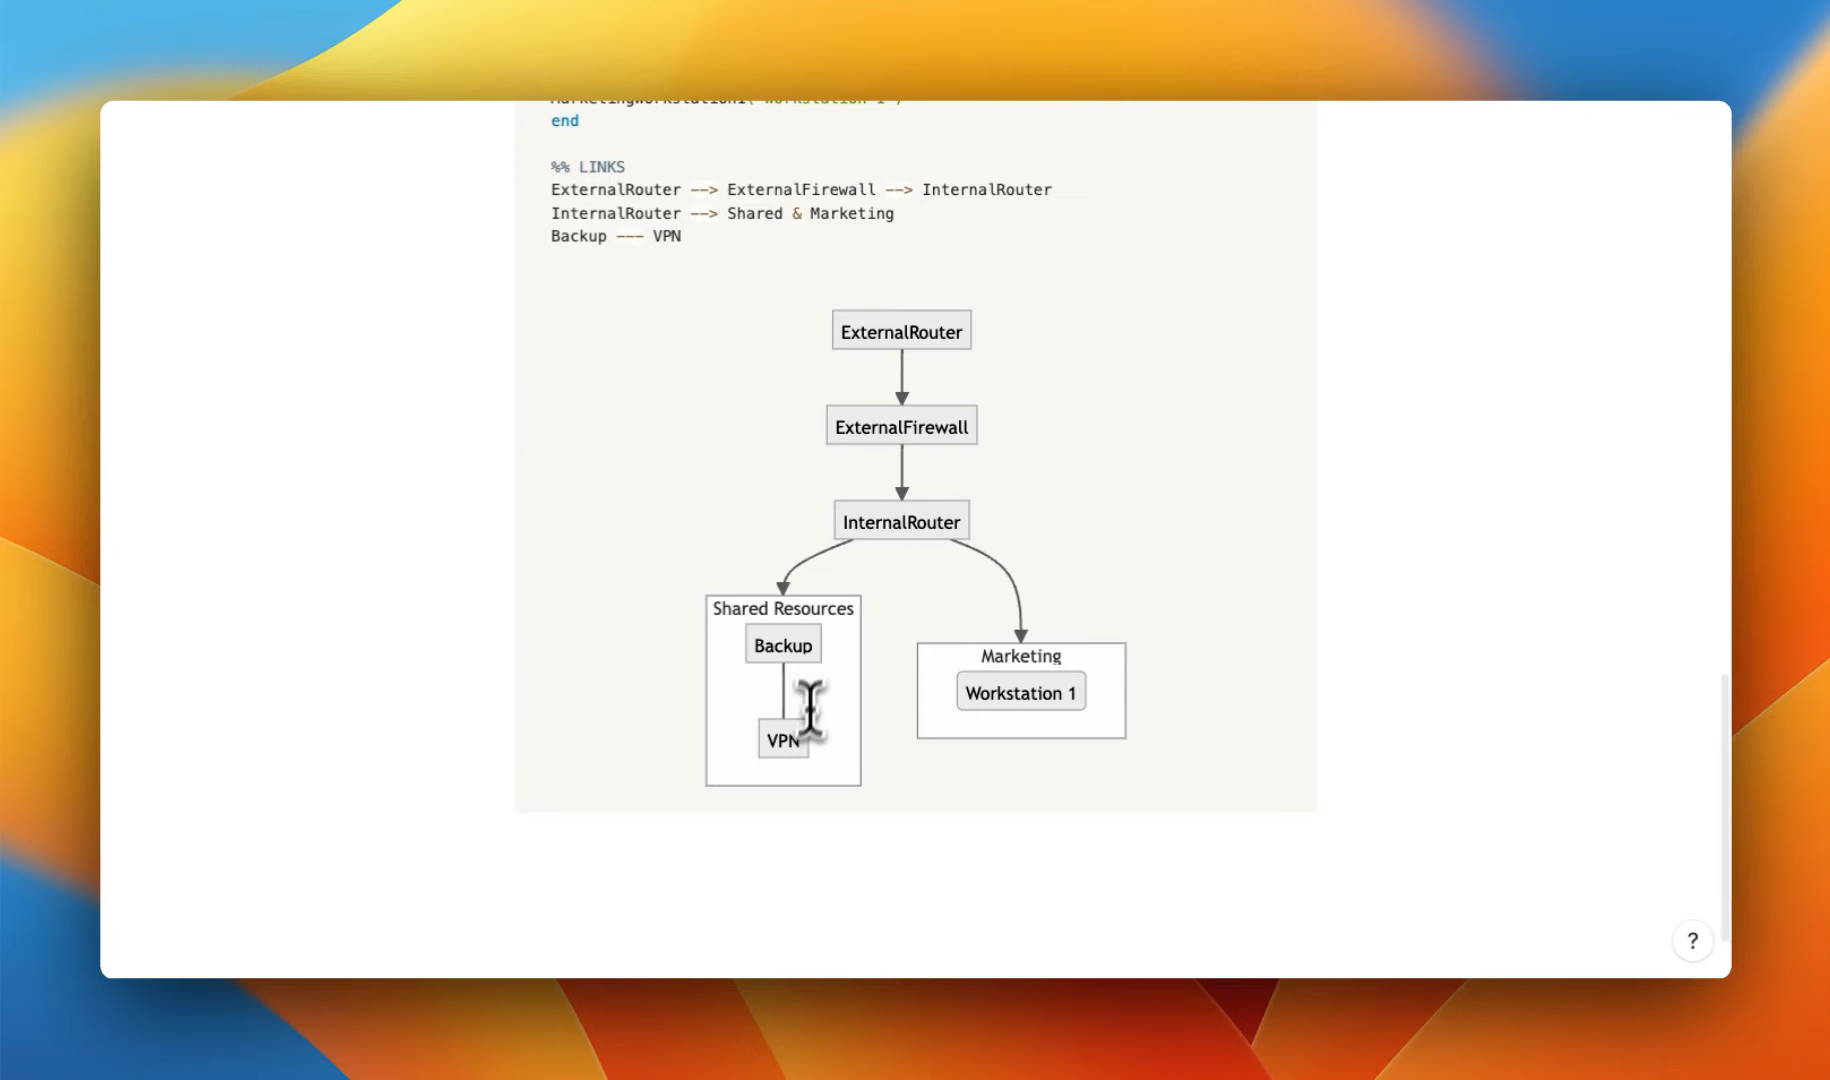 end
%% LINKS
ExternalRouter --> ExternalFirewall --> InternalRouter
InternalRouter --> Shared & Marketing
Backup --- VPN
ExternalRouter
ExternalFirewall
InternalRouter
Shared Resources
Backup
VPN
Marketing
Workstation 1
?